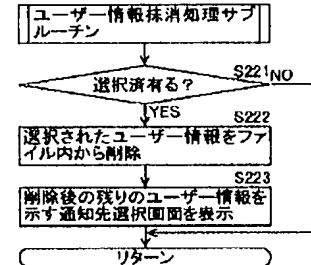 ユーザー情報抹消処理サブ
ルーチン
選択済有る?
S221
NO
YES
S222
選択されたユーザー情報をファ
イル内から削除
S223
削除後の残りのユーザー情報を
示す通知先選択画面を表示
リターン